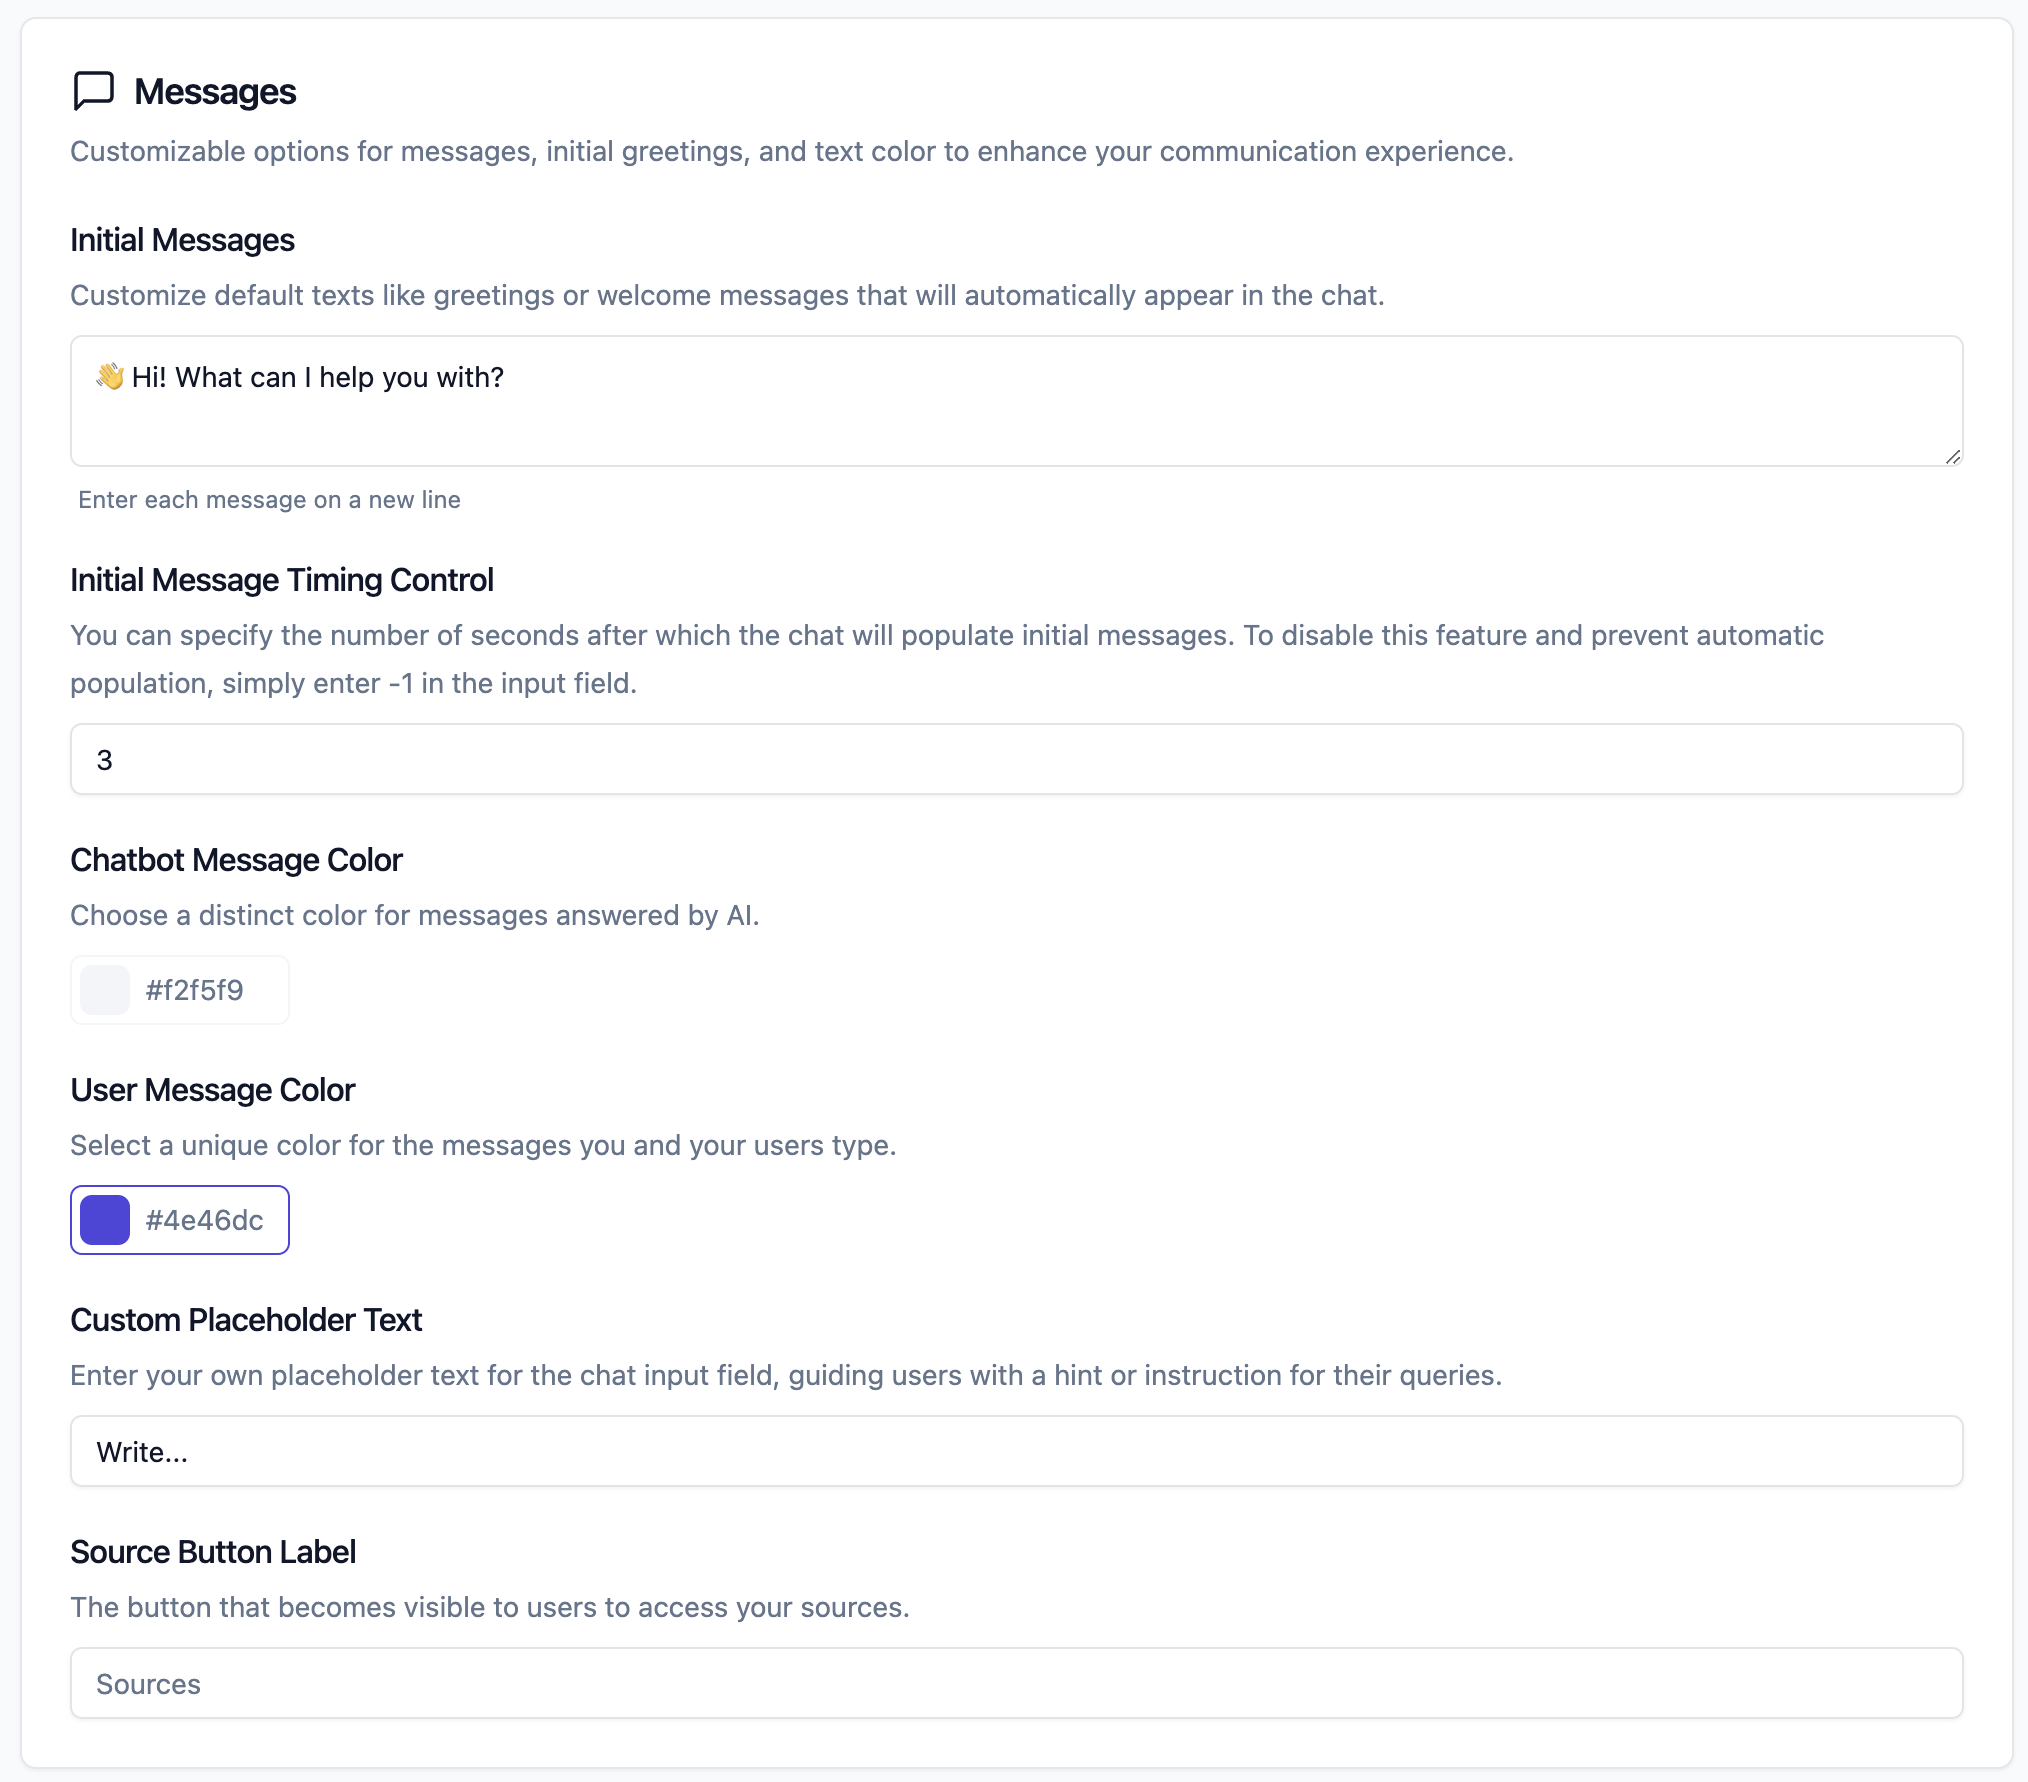 Messages
Customizable options for messages, initial greetings, and text color to enhance your communication experience.
Initial Messages
Customize default texts like greetings or welcome messages that will automatically appear in the chat.
👋 Hi! What can I help you with?
Enter each message on a new line
Initial Message Timing Control
You can specify the number of seconds after which the chat will populate initial messages. To disable this feature and prevent automatic
population, simply enter -1 in the input field.
3
Chatbot Message Color
Choose a distinct color for messages answered by AI.
#f2f5f9
User Message Color
Select a unique color for the messages you and your users type.
#4e46dc
Custom Placeholder Text
Enter your own placeholder text for the chat input field, guiding users with a hint or instruction for their queries.
Write...
Source Button Label
The button that becomes visible to users to access your sources.
Sources